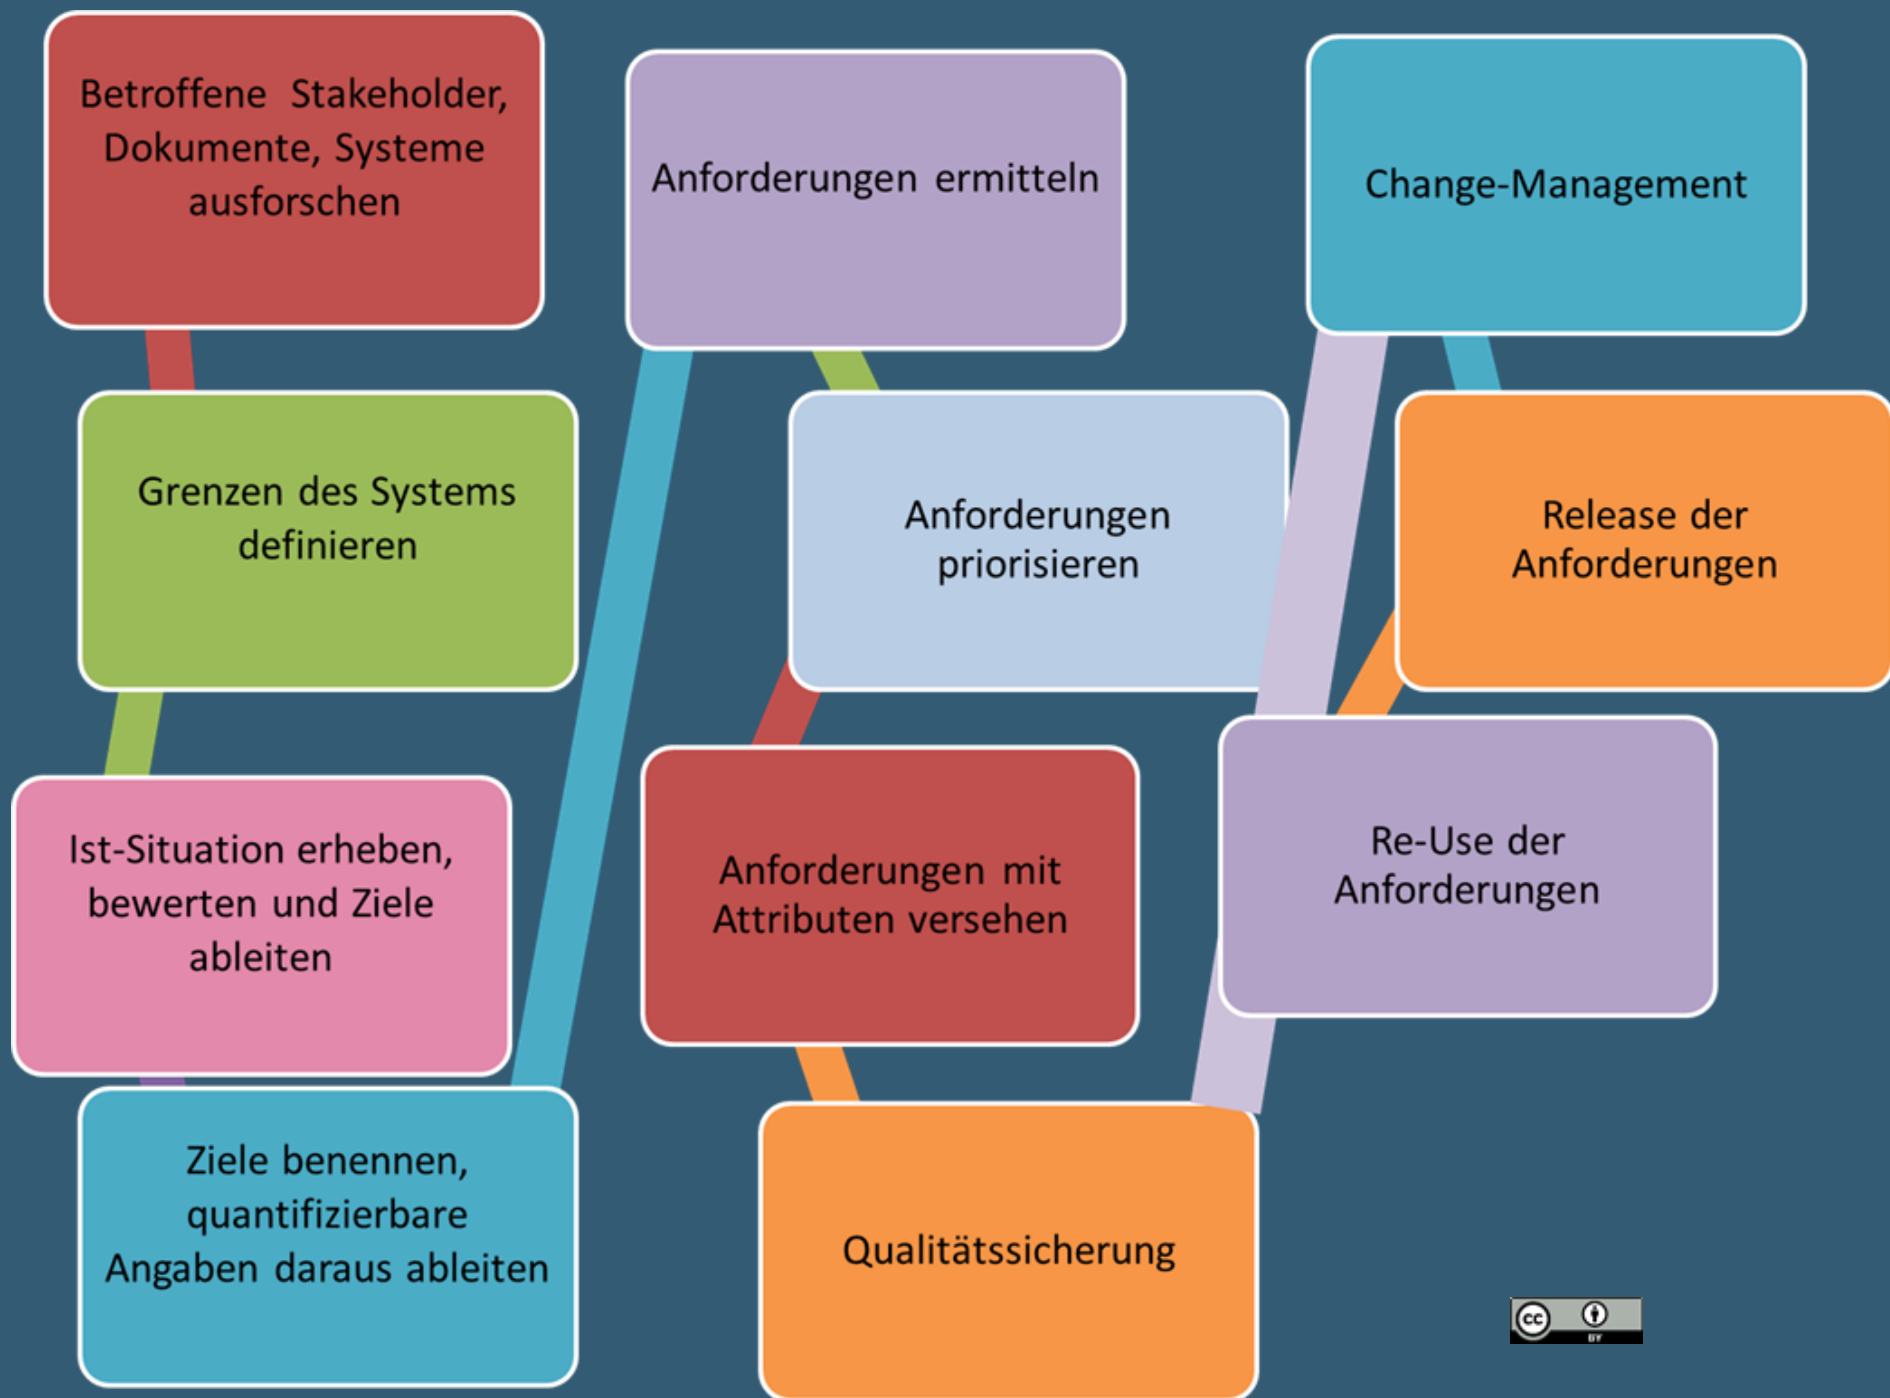 Betroffene Stakeholder,
Dokumente, Systeme
ausforschen
Grenzen des Systems
definieren
Ist-Situation erheben,
bewerten und Ziele
ableiten
Ziele benennen,
quantifizierbare
Angaben daraus ableiten
Anforderungen ermitteln
Anforderungen
priorisieren
Anforderungen mit
Attributen versehen
Qualitätssicherung
Change-Management
Release der
Anforderungen
Re-Use der
Anforderungen
cc
BY